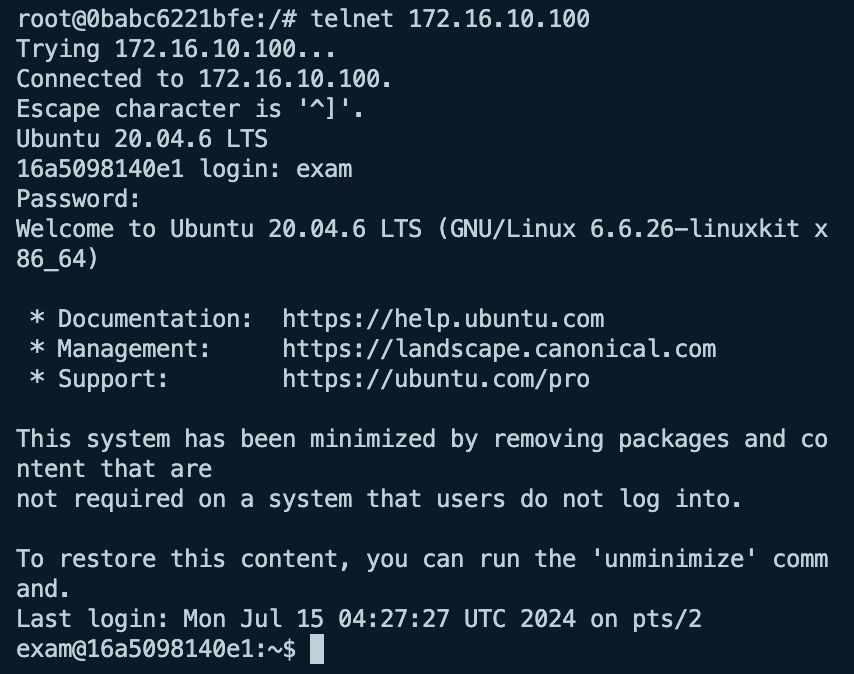 root@0babc6221bfe:/# telnet 172.16.10.100
Trying 172.16.10.100...
Connected to 172.16.10.100.
Escape character is '^]'.
Ubuntu 20.04.6 LTS
16a5098140e1 login: exam
Password:
Welcome to Ubuntu 20.04.6 LTS (GNU/Linux 6.6.26-linuxkit x
86_64)

 * Documentation:  https://help.ubuntu.com
 * Management:     https://landscape.canonical.com
 * Support:        https://ubuntu.com/pro

This system has been minimized by removing packages and co
ntent that are
not required on a system that users do not log into.

To restore this content, you can run the 'unminimize' comm
and.
Last login: Mon Jul 15 04:27:27 UTC 2024 on pts/2
exam@16a5098140e1:~$